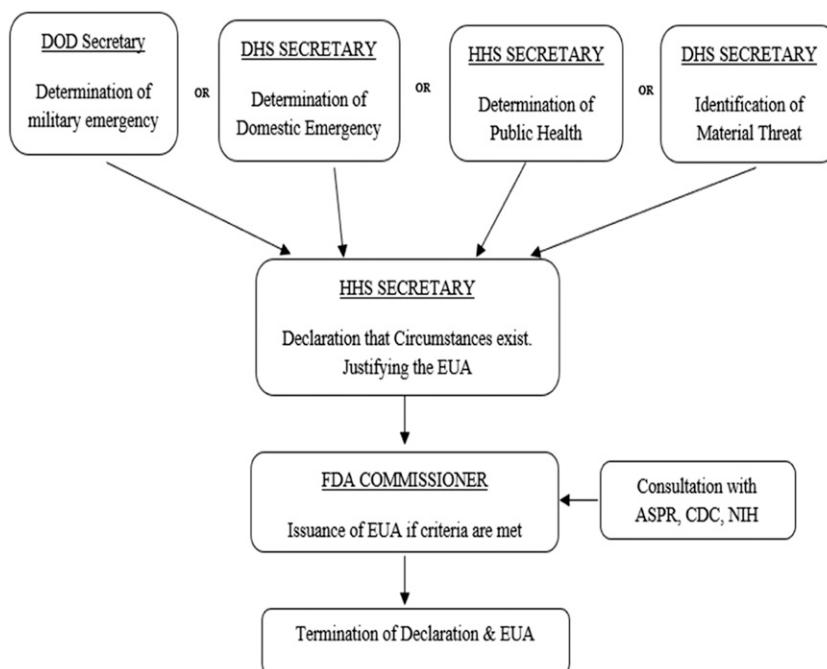 DOD Secretary
Determination of
military emergency
OR
DHS SECRETARY
Determination of
Domestic Emergency
OR
HHS SECRETARY
Determination of
Public Health
OR
DHS SECRETARY
Identification of
Material Threat
HHS SECRETARY
Declaration that Circumstances exist.
Justifying the EUA
FDA COMMISSIONER
Issuance of EUA if criteria are met
Consultation with
ASPR, CDC, NIH
Termination of Declaration & EUA